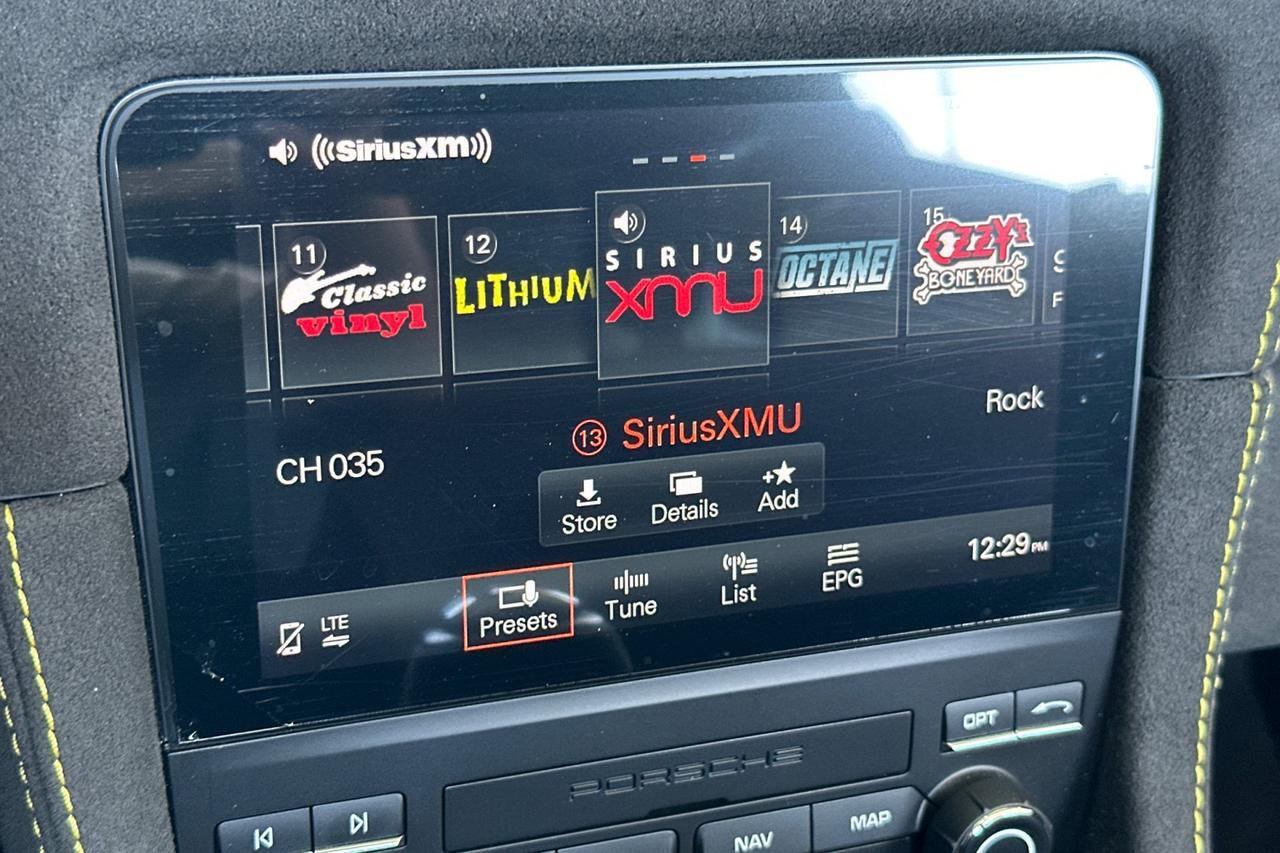 ((SiriusXM))
11
Classic
vinyl
12
LITHIUM
SIRIUS
XMU
14
OCTANE
15
OZZY'S
BONEYARD
S
F
Rock
13 SiriusXMU
CH 035
Store
Details
Add
12:29PM
LTE
Presets
Tune
List
EPG
OPT
PORSCHE
NAV
MAP